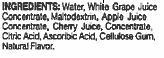 INGREDIENTS: Water, White Grape Juice
Concentrate, Maltodextrin, Apple Juice
Concentrate, Cherry Juice, Concentrate,
Citric Acid, Ascorbic Acid, Cellulose Gum,
Natural Flavor.